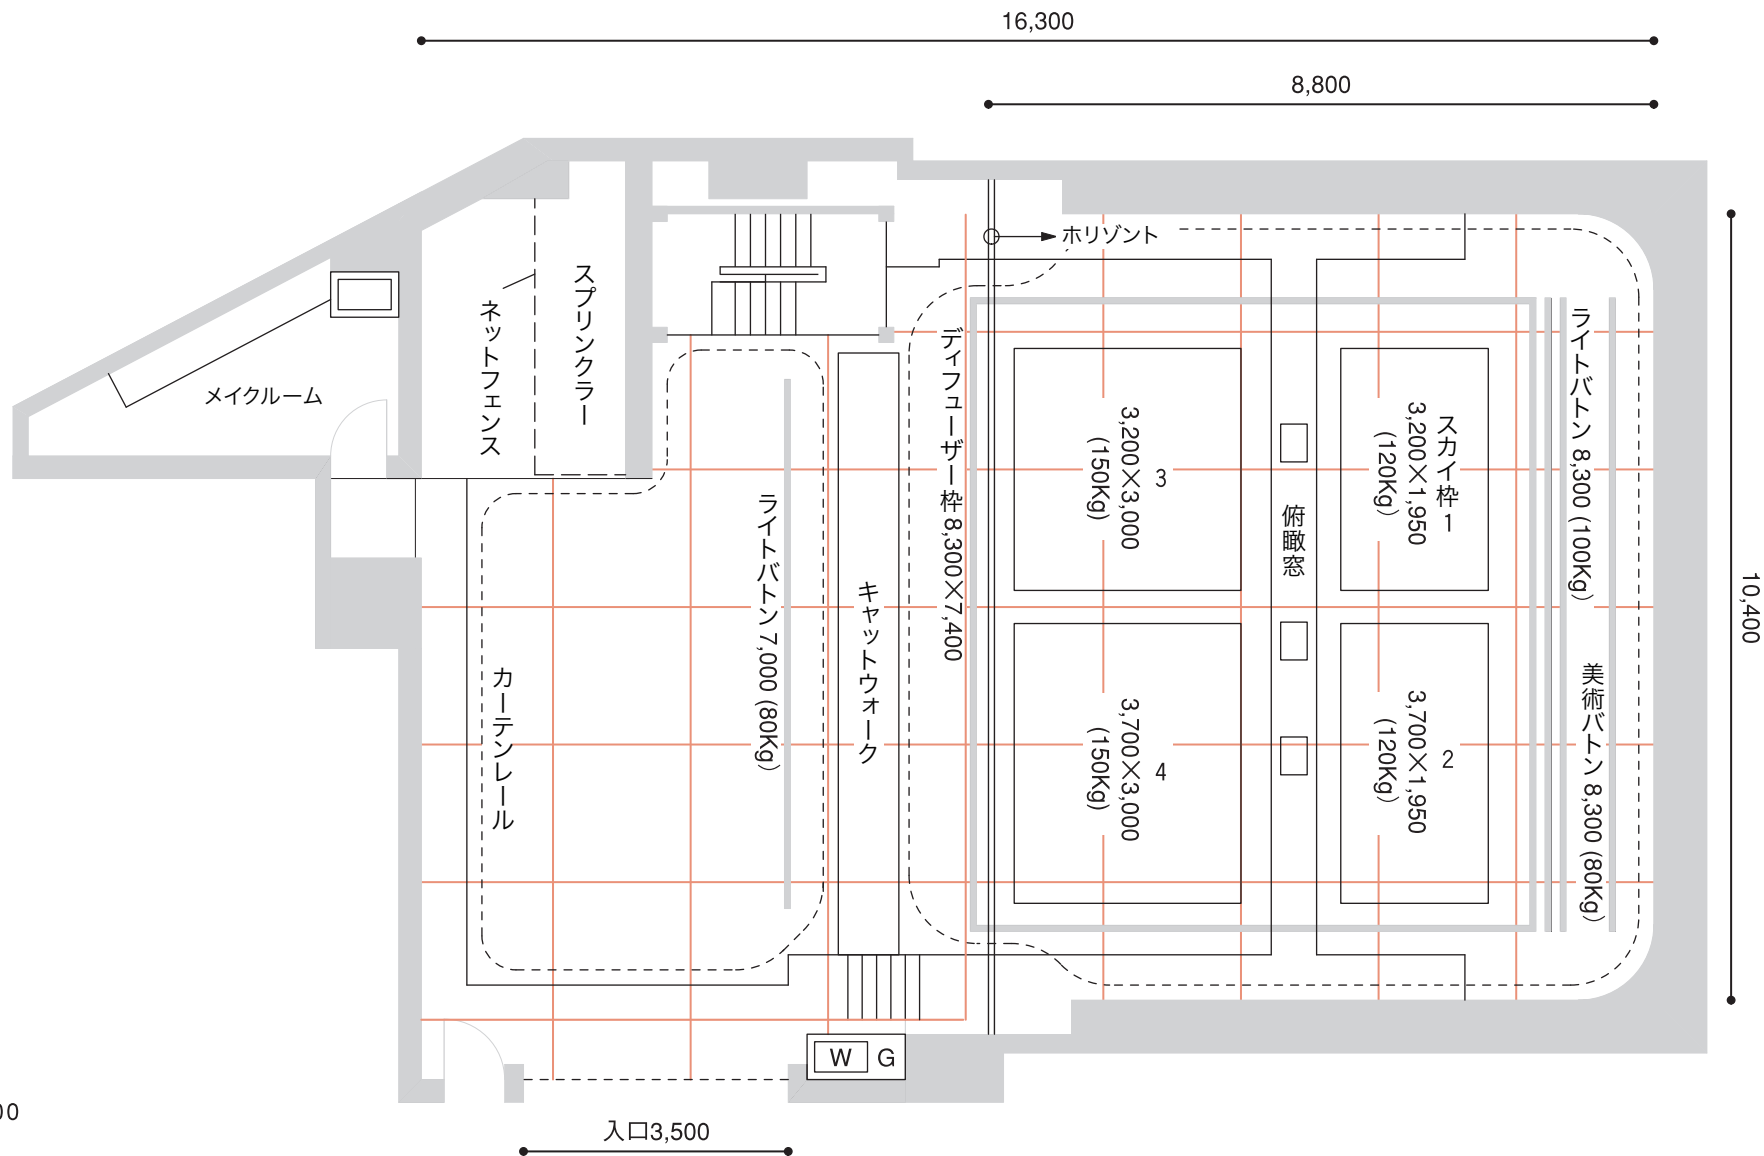 16,300
8,800
ホリゾント
スプリンクラー
ネットフェンス
メイクルーム
ディフューザー枠 8,300×7,400
3
3,200×3,000
(150Kg)
スカイ枠 1
3,200×1,950
(120Kg)
ライトバトン 8,300 (100Kg)
俯瞰窓
10,400
ライトバトン 7,000 (80Kg)
キャットウォーク
カーテンレール
4
3,700×3,000
(150Kg)
2
3,700×1,950
(120Kg)
美術バトン 8,300 (80Kg)
W G
入口3,500